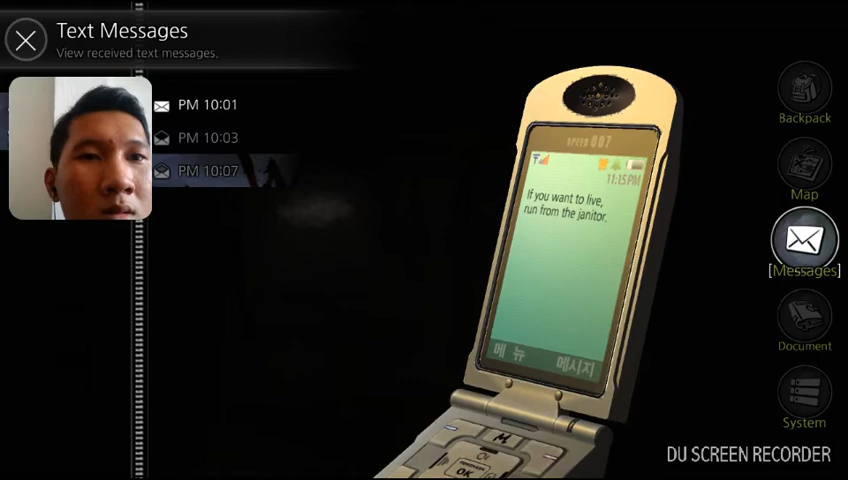 Text Messages
View received text messages.
PM 10:01
PM 10:03
PM 10:07
SPEED 007
11:15PM
If you want to live,
run from the janitor.
메 뉴
메시지
OK
Backpack
Map
[Messages]
Document
System
DU SCREEN RECORDER